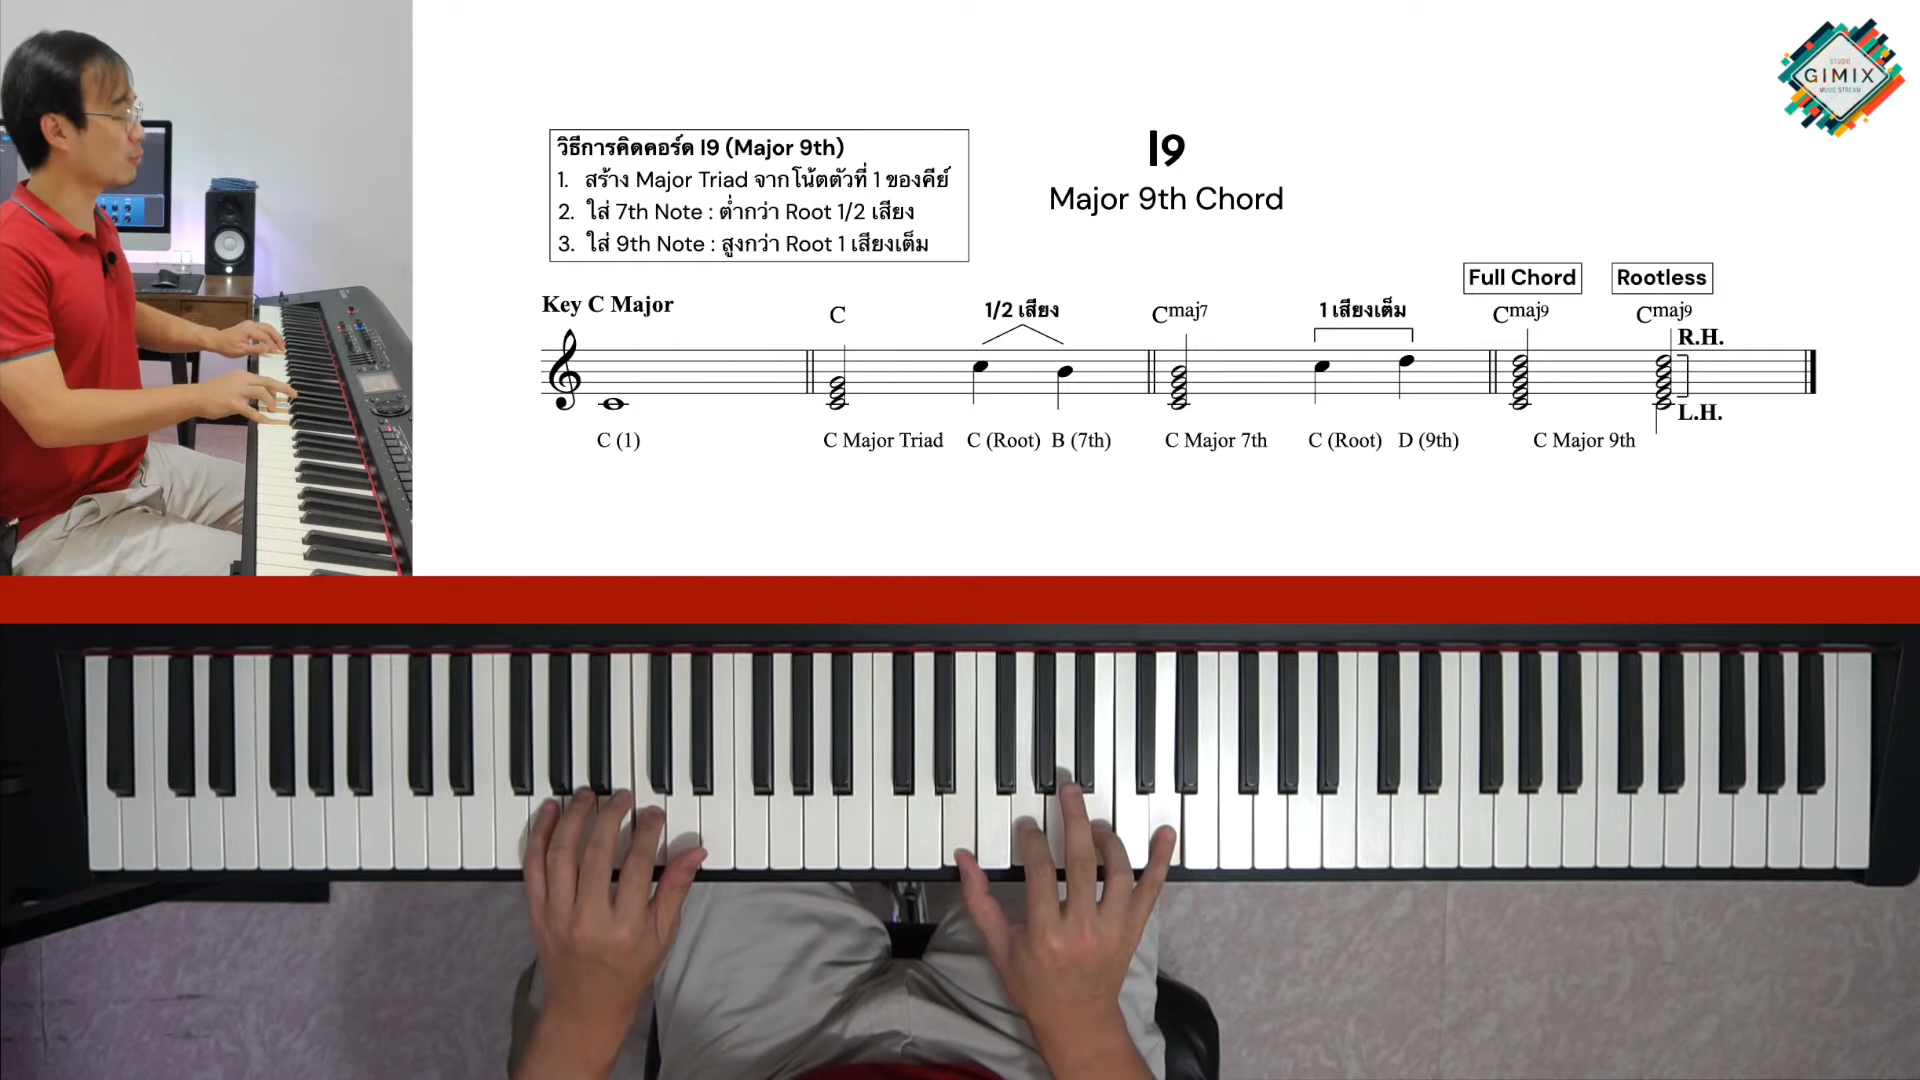 STUDIO
GIMIX
MUSIC STREAM
วิธีการคิดคอร์ด I9 (Major 9th)
1. สร้าง Major Triad จากโน้ตตัวที่ 1 ของคีย์
2. ใส่ 7th Note : ต่ำกว่า Root 1/2 เสียง
3. ใส่ 9th Note : สูงกว่า Root 1 เสียงเต็ม
I9
Major 9th Chord
Full Chord
Rootless
Key C Major
C
1/2 เสียง
Cmaj7
1 เสียงเต็ม
Cmaj9
Cmaj9
R.H.
L.H.
C (1)
C Major Triad
C (Root)
B (7th)
C Major 7th
C (Root)
D (9th)
C Major 9th